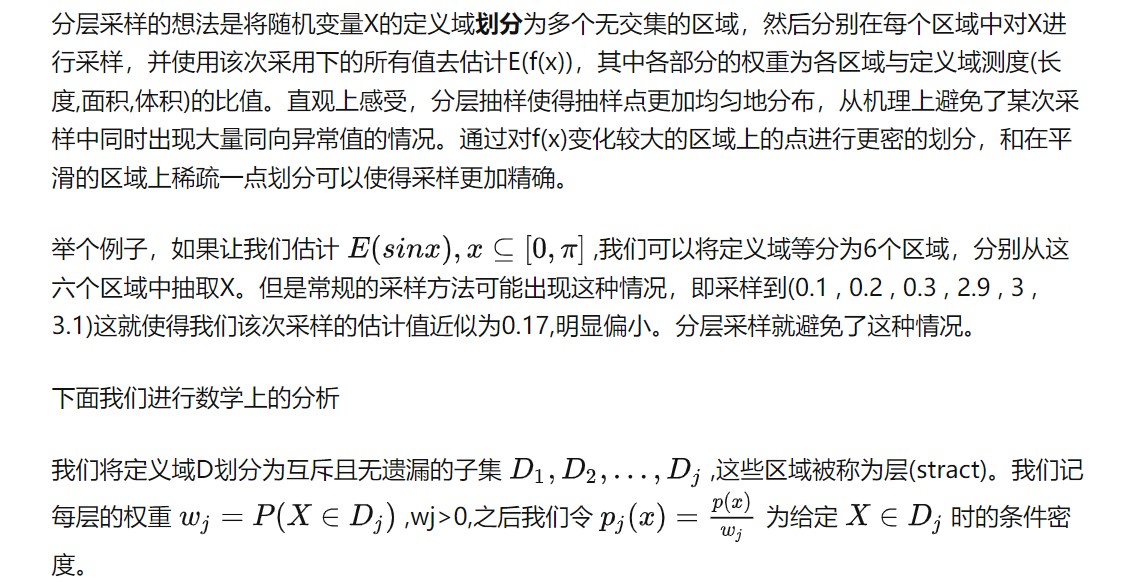 分层采样的想法是将随机变量X的定义域划分为多个无交集的区域，然后分别在每个区域中对X进
行采样，并使用该次采用下的所有值去估计E(f(x))，其中各部分的权重为各区域与定义域测度(长
度,面积,体积)的比值。直观上感受，分层抽样使得抽样点更加均匀地分布，从机理上避免了某次采
样中同时出现大量同向异常值的情况。通过对f(x)变化较大的区域上的点进行更密的划分，和在平
滑的区域上稀疏一点划分可以使得采样更加精确。
举个例子，如果让我们估计 $E(sinx), x \subseteq [0, \pi]$ ,我们可以将定义域等分为6个区域，分别从这
六个区域中抽取X。但是常规的采样方法可能出现这种情况，即采样到(0.1 , 0.2 , 0.3 , 2.9 , 3 ,
3.1)这就使得我们该次采样的估计值近似为0.17,明显偏小。分层采样就避免了这种情况。
下面我们进行数学上的分析
我们将定义域D划分为互斥且无遗漏的子集 $D_1, D_2, \ldots, D_j$ ,这些区域被称为层(stract)。我们记
每层的权重 $w_j = P(X \in D_j)$ ,wj>0,之后我们令 $p_j(x) = \frac{p(x)}{w_j}$ 为给定 $X \in D_j$ 时的条件密
度。